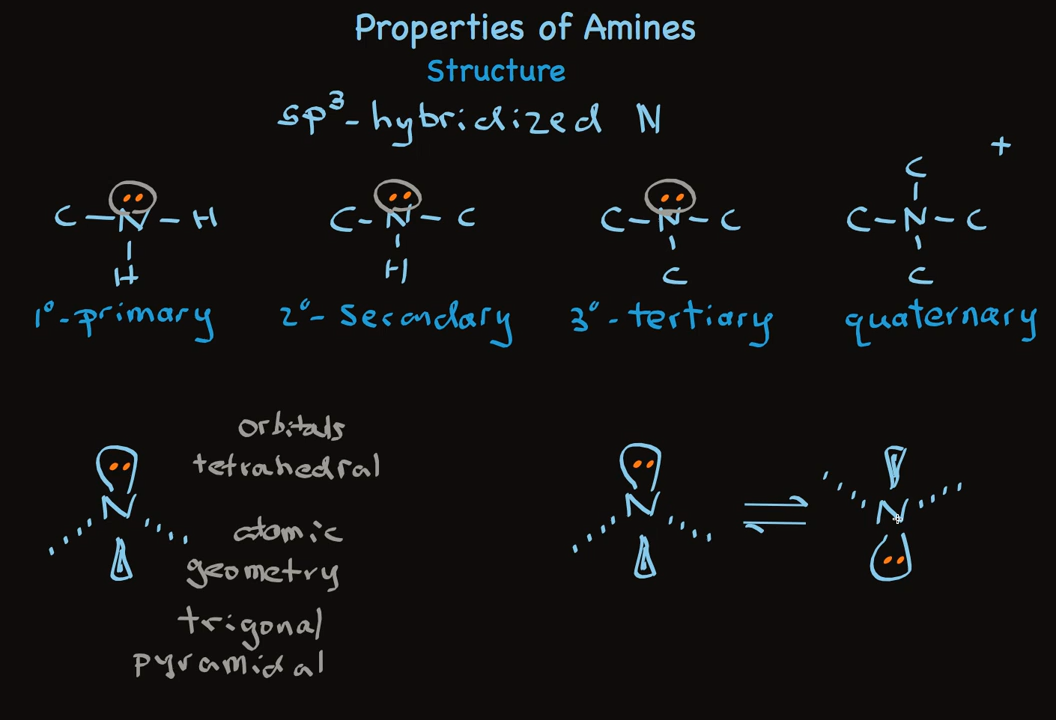 Properties of Amines
Structure
sp³-hybridized N
C-N-H C-N-C C-N-C C-N-C +
H H C C
C
1°-primary 2°-secondary 3°-tertiary quaternary
orbitals
tetrahedral
N
atomic
geometry
trigonal
pyramidal
N ⇌ N